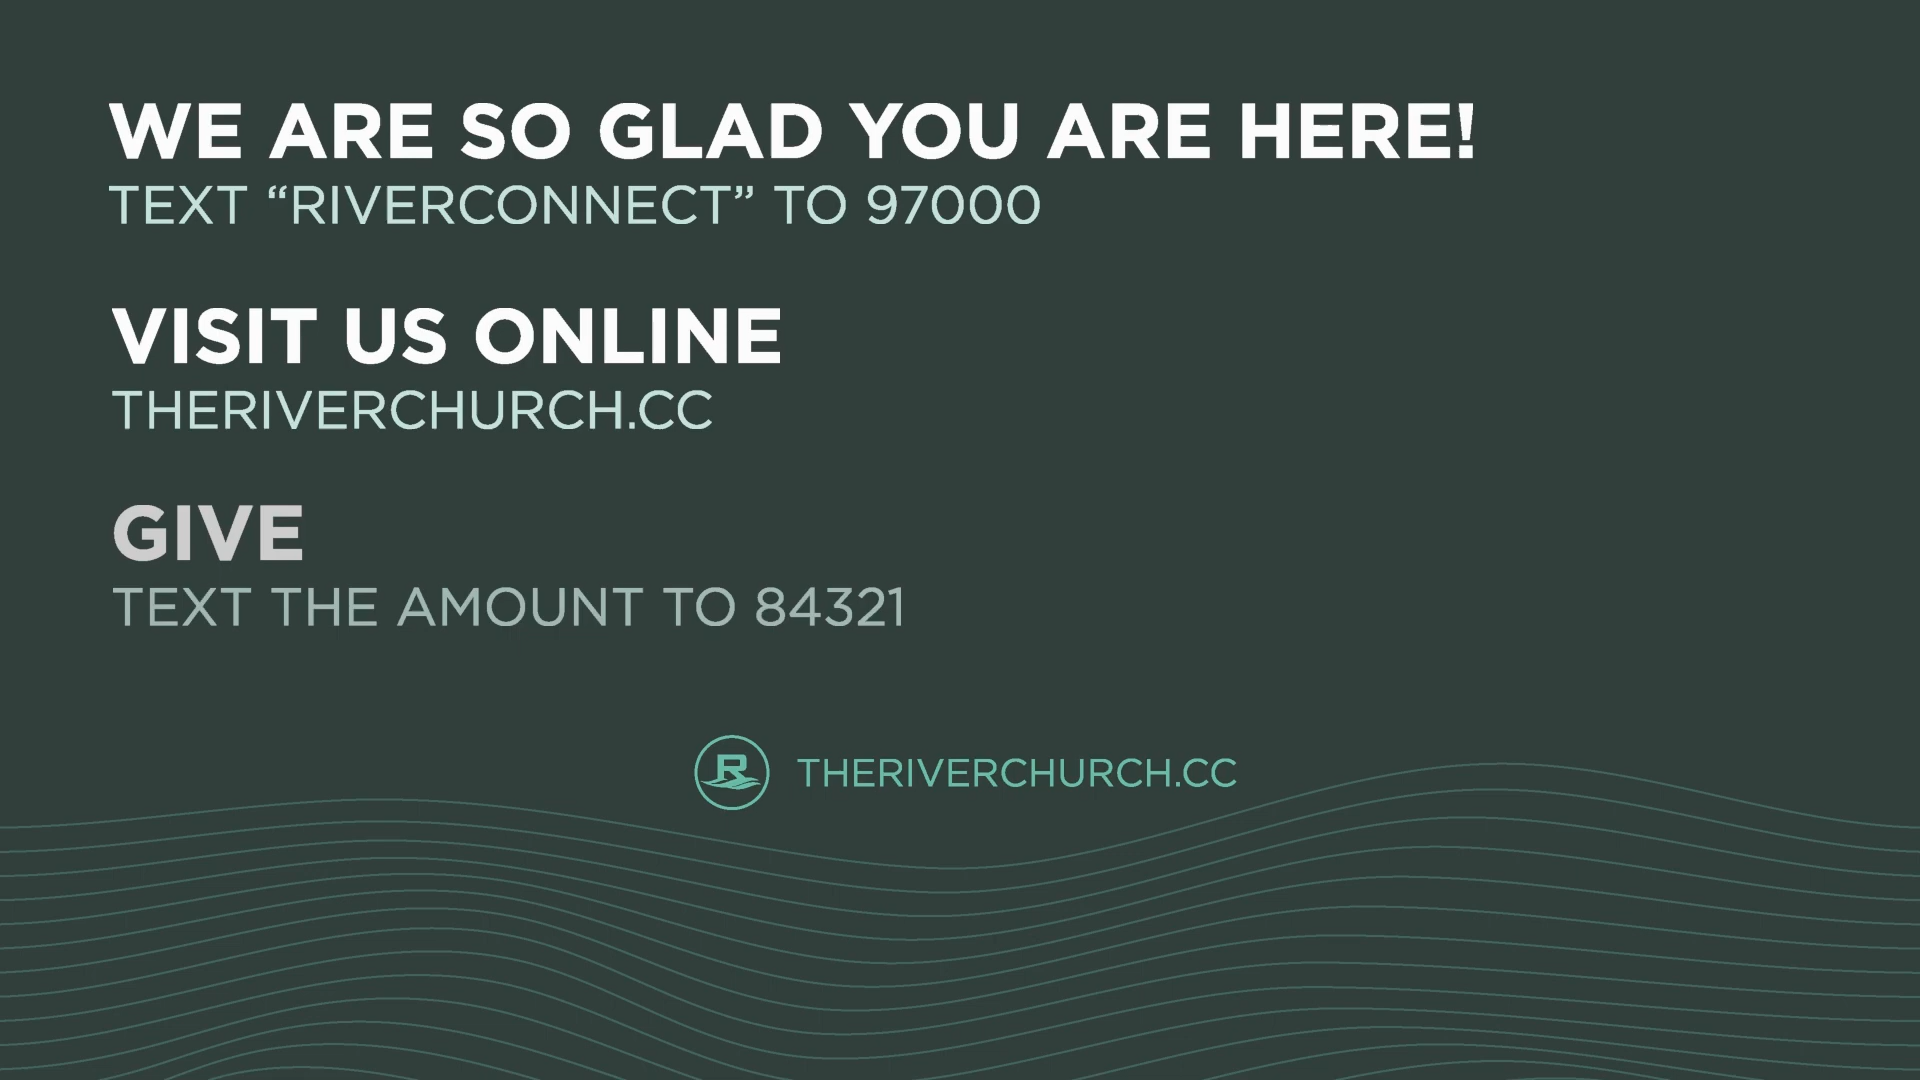 WE ARE SO GLAD YOU ARE HERE!
TEXT “RIVERCONNECT” TO 97000
VISIT US ONLINE
THERIVERCHURCH.CC
GIVE
TEXT THE AMOUNT TO 84321
R THERIVERCHURCH.CC